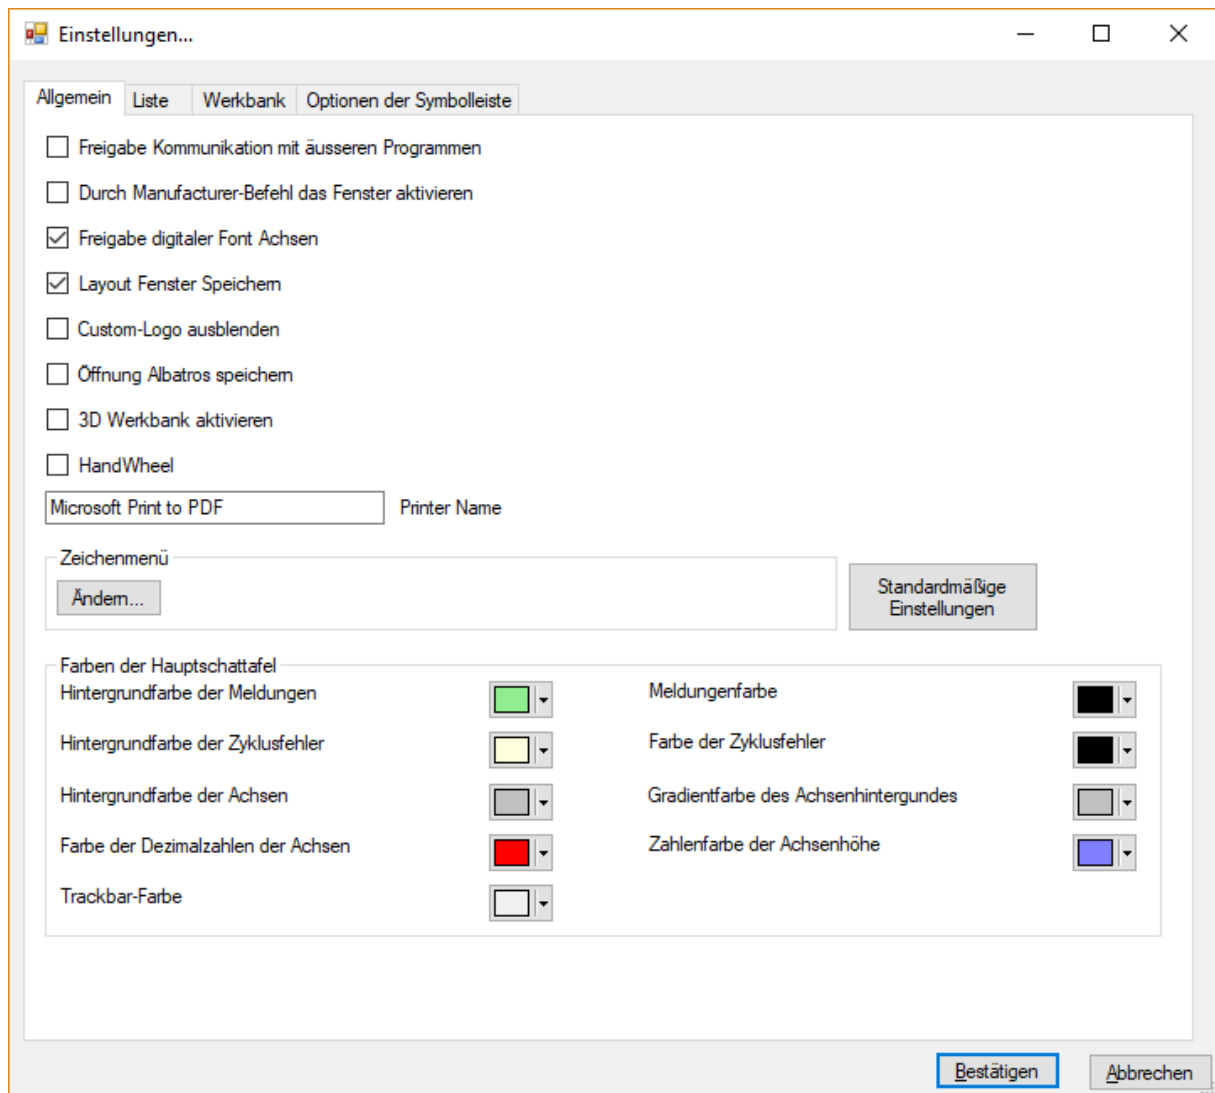 Einstellungen...
Allgemein Liste Werkbank Optionen der Symbolleiste
Freigabe Kommunikation mit äusseren Programmen
Durch Manufacturer-Befehl das Fenster aktivieren
Freigabe digitaler Font Achsen
Layout Fenster Speichern
Custom-Logo ausblenden
Öffnung Albatros speichern
3D Werkbank aktivieren
HandWheel
Microsoft Print to PDF Printer Name
Zeichenmenü
Ändern...
Standardmäßige
Einstellungen
Farben der Hauptschattafel
Hintergrundfarbe der Meldungen Meldungenfarbe
Hintergrundfarbe der Zyklusfehler Farbe der Zyklusfehler
Hintergrundfarbe der Achsen Gradientfarbe des Achsenhintergundes
Farbe der Dezimalzahlen der Achsen Zahlenfarbe der Achsenhöhe
Trackbar-Farbe
Bestätigen Abbrechen